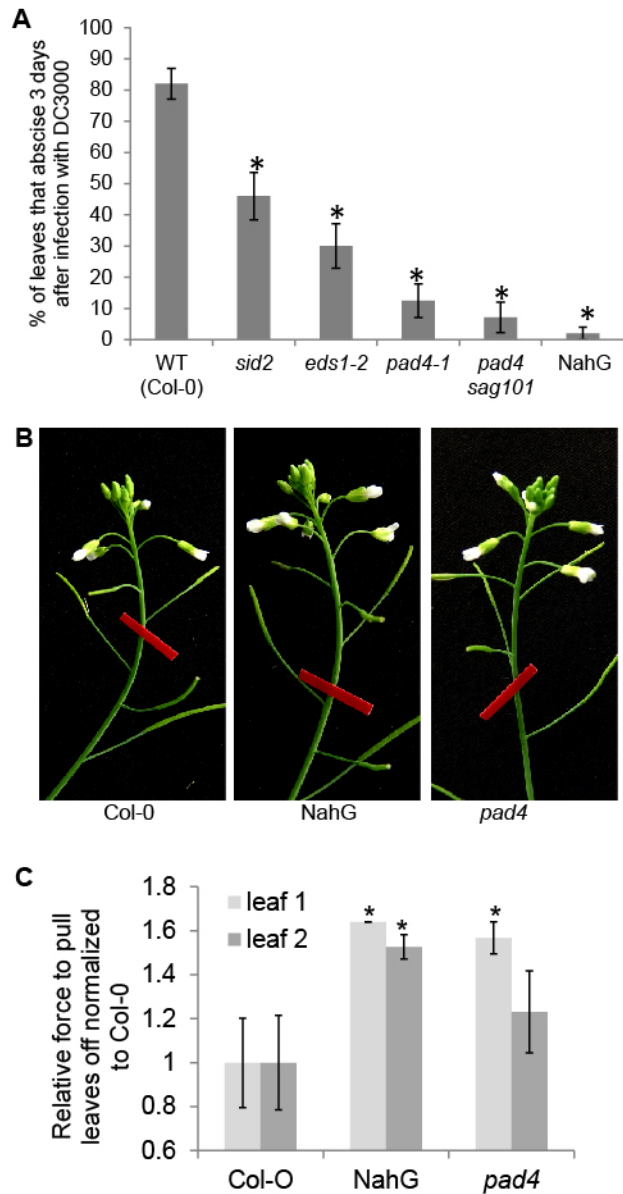 A
% of leaves that abscise 3 days
after infection with DC3000
100
90
80
70
60
50
40
30
20
10
0
*
*
*
*
*
WT
(Col-0)
sid2
eds1-2
pad4-1
pad4
sag101
NahG
B
Col-0
NahG
pad4
C
Relative force to pull
leaves off normalized
to Col-0
1.8
1.6
1.4
1.2
1
0.8
0.6
leaf 1
leaf 2
*
*
*
Col-O
NahG
pad4